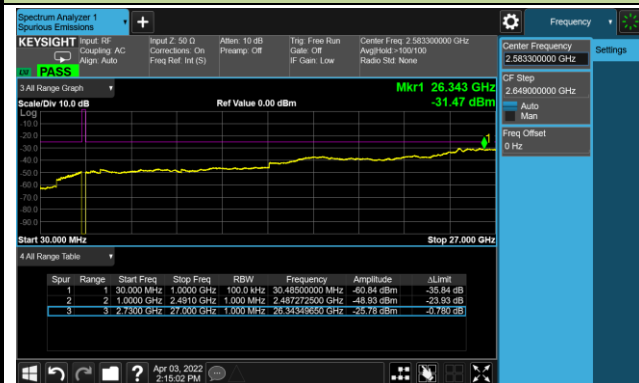 Spectrum Analyzer 1
Spurious Emissions
Frequency
KEYSIGHT
Input: RF
Coupling: AC
Align: Auto
Input Z: 50 Ω
Corrections: On
Freq Ref: Int (S)
Atten: 10 dB
Preamp: Off
Trig: Free Run
Gate: Off
IF Gain: Low
Center Freq: 2.583300000 GHz
Avg|Hold:>100/100
Radio Std: None
PASS
Center Frequency
2.583300000 GHz
Settings
CF Step
2.649000000 GHz
Auto
Man
Freq Offset
0 Hz
3 All Range Graph
Mkr1 26.343 GHz
Scale/Div 10.0 dB
Ref Value 0.00 dBm
-31.47 dBm
Log
-10.0
-20.0
-30.0
-40.0
-50.0
-60.0
-70.0
-80.0
-90.0
1
Start 30.000 MHz
Stop 27.000 GHz
4 All Range Table
Spur Range Start Freq Stop Freq RBW Frequency Amplitude ΔLimit
1 1 30.000 MHz 1.0000 GHz 100.0 kHz 30.48500000 MHz -60.84 dBm -35.84 dB
2 2 1.0000 GHz 2.4910 GHz 1.000 MHz 2.487272500 GHz -48.93 dBm -23.93 dB
3 3 2.7300 GHz 27.000 GHz 1.000 MHz 26.34349650 GHz -25.78 dBm -0.780 dB
Apr 03, 2022
2:15:02 PM